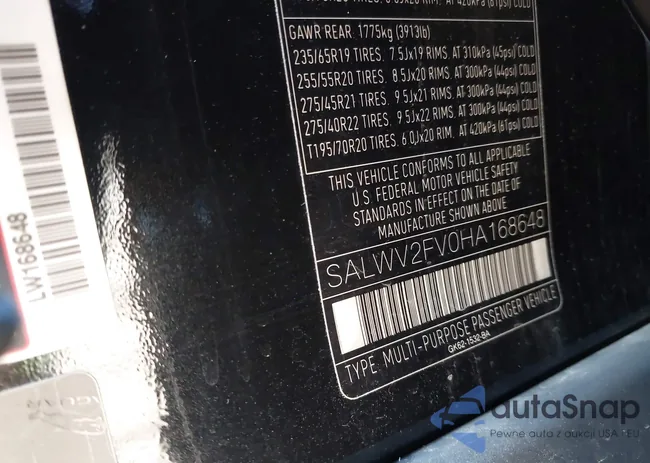 GAWR REAR 1775kg (3913lb)
235/65R19 TIRES. 7.5Jx19 RIMS. AT 310kPa (45psi) COLD
255/55R20 TIRES. 8.5Jx20 RIMS. AT 300kPa (44psi) COLD
275/45R21 TIRES. 9.5Jx21 RIMS. AT 300kPa (44psi) COLD
275/40R22 TIRES. 9.5Jx22 RIMS. AT 300kPa (44psi) COLD
T195/70R20 TIRES. 6.0Jx20 RIM. AT 420kPa (61psi) COLD
THIS VEHICLE CONFORMS TO ALL APPLICABLE
U.S. FEDERAL MOTOR VEHICLE SAFETY
STANDARDS IN EFFECT ON THE DATE OF
MANUFACTURE SHOWN ABOVE
SALWV2FV0HA168648
TYPE: MULTI-PURPOSE PASSENGER VEHICLE
GK62-1532-BA
LW168648
JAGUAR
autaSnap
Pewne auta z aukcji USA i EU